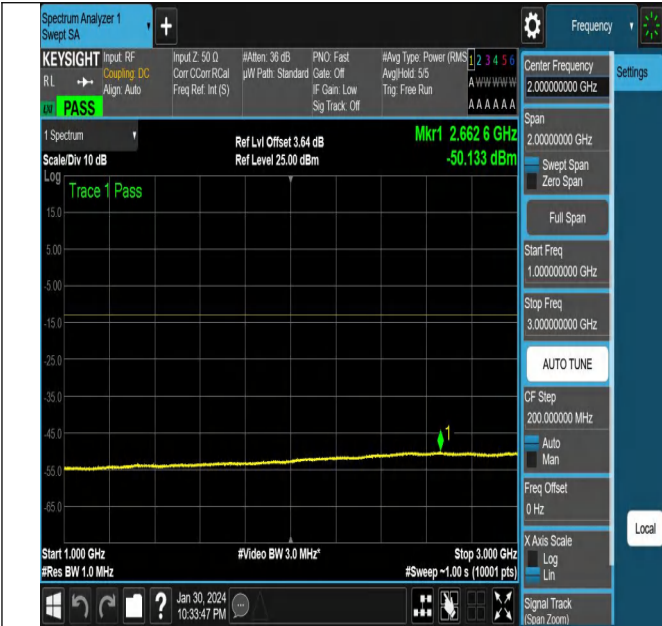 Spectrum Analyzer 1
Swept SA
+
Frequency
KEYSIGHT
RL
LXI
PASS
Input: RF
Coupling: DC
Align: Auto
Input Z: 50 Ω
Corr CCorr RCal
Freq Ref: Int (S)
#Atten: 36 dB
µW Path: Standard
PNO: Fast
Gate: Off
IF Gain: Low
Sig Track: Off
#Avg Type: Power (RMS
Avg|Hold: 5/5
Trig: Free Run
1 2 3 4 5 6
A W W W W W
A A A A A A
1 Spectrum
Scale/Div 10 dB
Log
Ref Lvl Offset 3.64 dB
Ref Level 25.00 dBm
Mkr1 2.662 6 GHz
-50.133 dBm
Trace 1 Pass
15.0
5.00
-5.00
-15.0
-25.0
-35.0
-45.0
-55.0
-65.0
1
Start 1.000 GHz
#Res BW 1.0 MHz
#Video BW 3.0 MHz*
Stop 3.000 GHz
#Sweep ~1.00 s (10001 pts)
Center Frequency
2.000000000 GHz
Settings
Span
2.00000000 GHz
Swept Span
Zero Span
Full Span
Start Freq
1.000000000 GHz
Stop Freq
3.000000000 GHz
AUTO TUNE
CF Step
200.000000 MHz
Auto
Man
Freq Offset
0 Hz
X Axis Scale
Log
Lin
Local
Signal Track
(Span Zoom)
?
Jan 30, 2024
10:33:47 PM